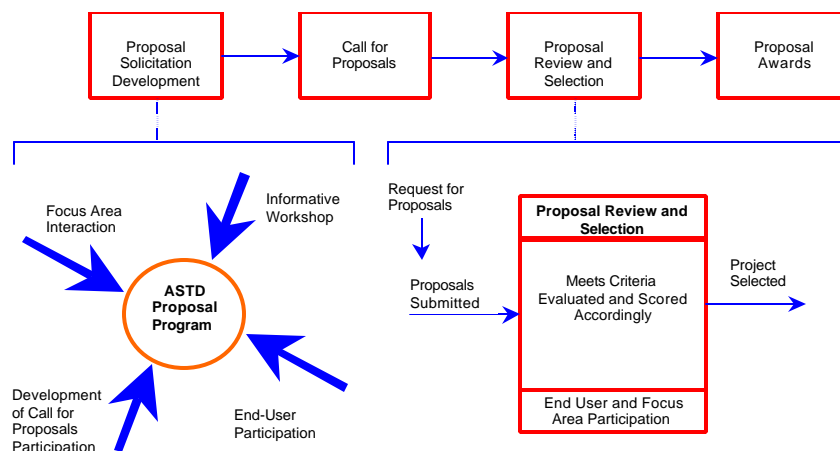 Proposal
Solicitation
Development
Call for
Proposals
Proposal
Review and
Selection
Proposal
Awards
Focus Area
Interaction
Informative
Workshop
ASTD
Proposal
Program
Development
of Call for
Proposals
Participation
End-User
Participation
Request for
Proposals
Proposals
Submitted
Proposal Review and
Selection
Meets Criteria
Evaluated and Scored
Accordingly
End User and Focus
Area Participation
Project
Selected